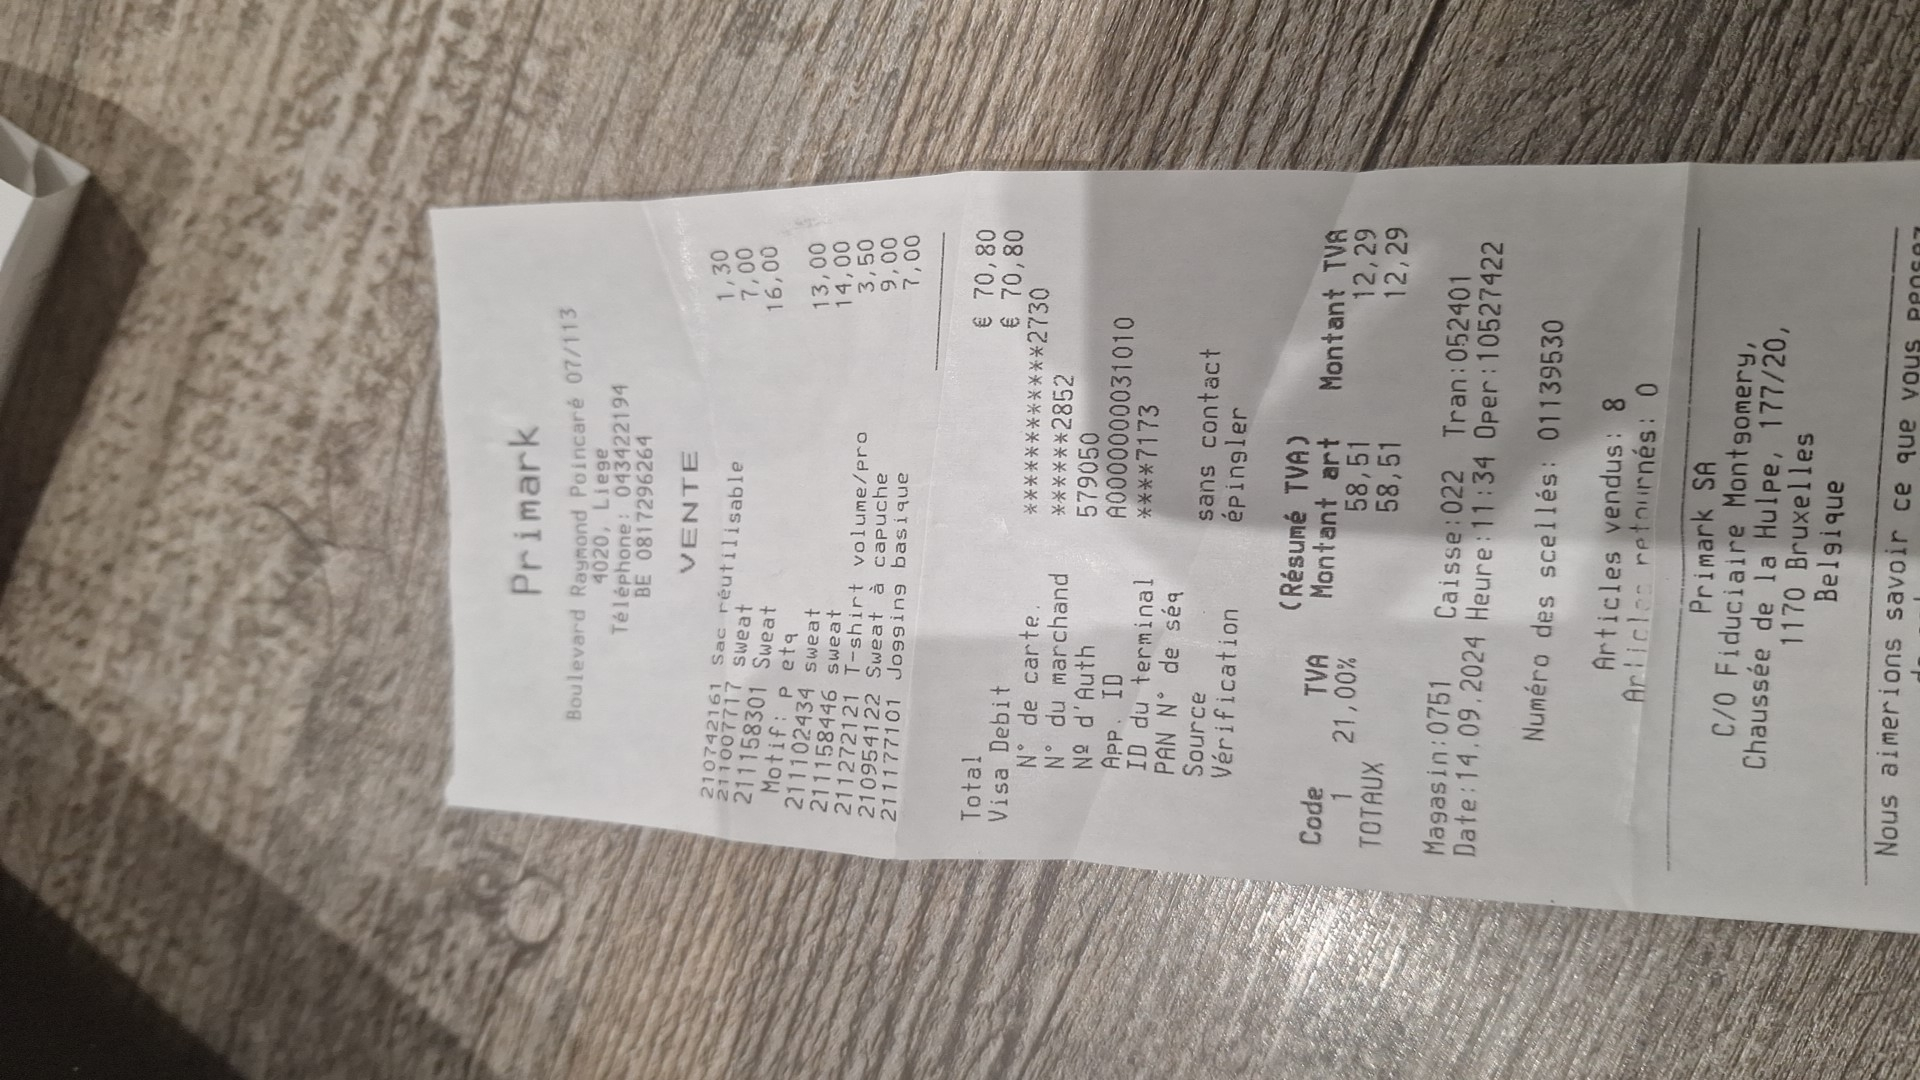 Primark
Boulevard Raymond Poincaré 07/113
4020, Liege
Téléphone: 043422194
BE 0817296264
VENTE
210742161 Sac réutilisable 1,30
211007717 sweat 7,00
211158301 Sweat 16,00
Motif: P etq
211102434 sweat 13,00
211158446 sweat 14,00
211272121 T-shirt volume/pro 3,50
210954122 Sweat à capuche 9,00
211177101 Jogging basique 7,00
Total € 70,80
Visa Debit € 70,80
N° de carte. ************2730
N° du marchand ******2852
Nº d'Auth 579050
App. ID A0000000031010
ID du terminal ****7173
PAN N° de séq
Source sans contact
Vérification épingler
(Résumé TVA)
Code TVA Montant art Montant TVA
1 21,00% 58,51 12,29
TOTAUX 58,51 12,29
Magasin:0751 Caisse:022 Tran:052401
Date:14.09.2024 Heure:11:34 Oper:10527422
Numéro des scellés: 01139530
Articles vendus: 8
Articles retournés: 0
Primark SA
C/O Fiduciaire Montgomery,
Chaussée de la Hulpe, 177/20,
1170 Bruxelles
Belgique
Nous aimerions savoir ce que vous pensez